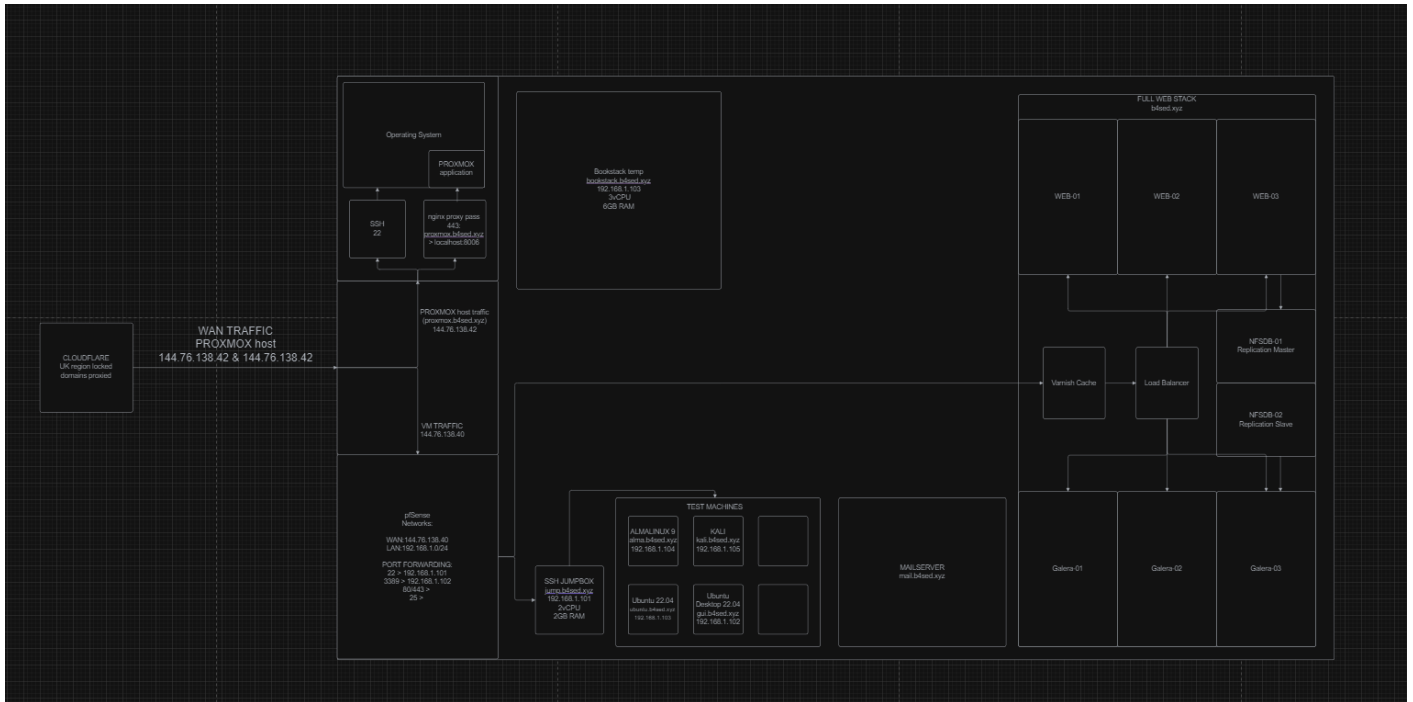 CLOUDFLARE
UK region locked
domains proxied
WAN TRAFFIC
PROXMOX host
144.76.138.42 & 144.76.138.42
Operating System
PROXMOX
application
SSH
22
nginx proxy pass
443:
proxmox.b4sed.xyz
> localhost:8006
PROXMOX host traffic
(proxmox.b4sed.xyz)
144.76.138.42
VM TRAFFIC
144.76.138.40
pfSense
Networks:
WAN:144.76.138.40
LAN:192.168.1.0/24
PORT FORWARDING:
22 > 192.168.1.101
3389 > 192.168.1.102
80/443 >
25 >
Bookstack temp
bookstack.b4sed.xyz
192.168.1.103
3vCPU
6GB RAM
SSH JUMPBOX
jump.b4sed.xyz
192.168.1.101
2vCPU
2GB RAM
TEST MACHINES
ALMALINUX 9
alma.b4sed.xyz
192.168.1.104
KALI
kali.b4sed.xyz
192.168.1.105
Ubuntu 22.04
ubuntu.b4sed.xyz
192.168.1.103
Ubuntu
Desktop 22.04
gui.b4sed.xyz
192.168.1.102
MAILSERVER
mail.b4sed.xyz
FULL WEB STACK
b4sed.xyz
WEB-01
WEB-02
WEB-03
Varnish Cache
Load Balancer
NFSDB-01
Replication Master
NFSDB-02
Replication Slave
Galera-01
Galera-02
Galera-03